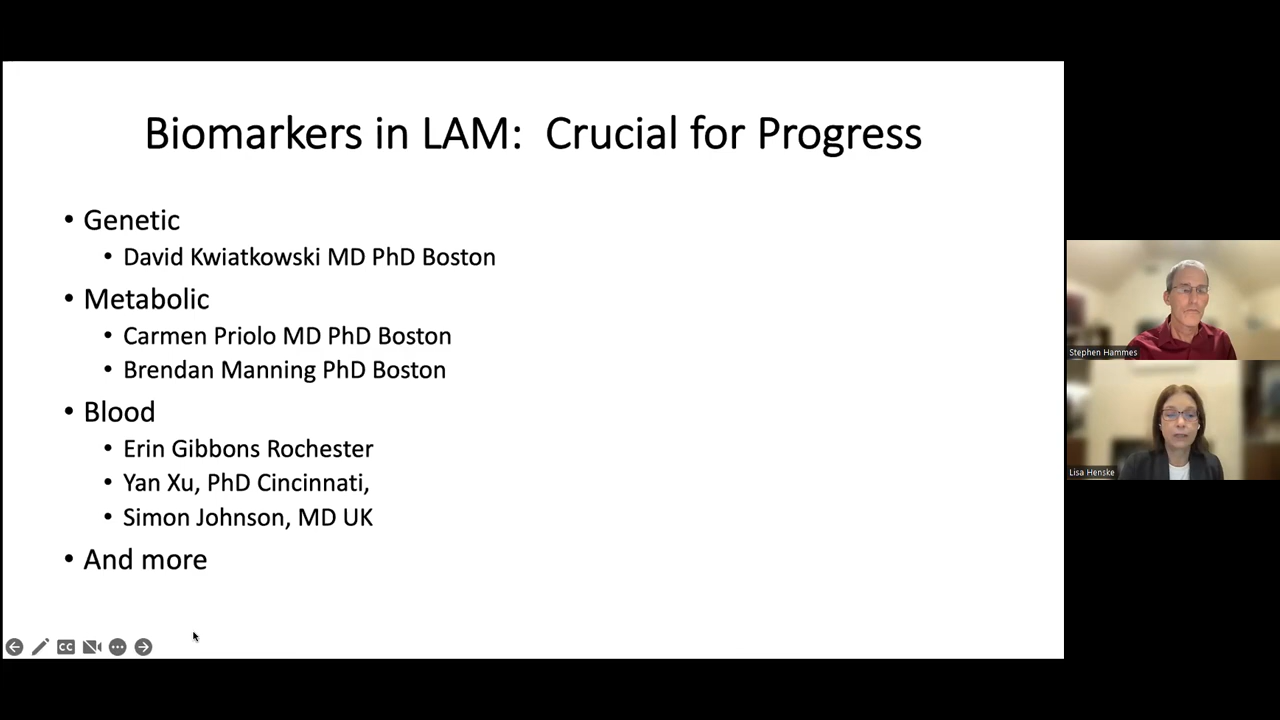 Biomarkers in LAM: Crucial for Progress
• Genetic
• David Kwiatkowski MD PhD Boston
• Metabolic
• Carmen Priolo MD PhD Boston
• Brendan Manning PhD Boston
• Blood
• Erin Gibbons Rochester
• Yan Xu, PhD Cincinnati,
• Simon Johnson, MD UK
• And more
CC
Stephen Hammes
Lisa Henske